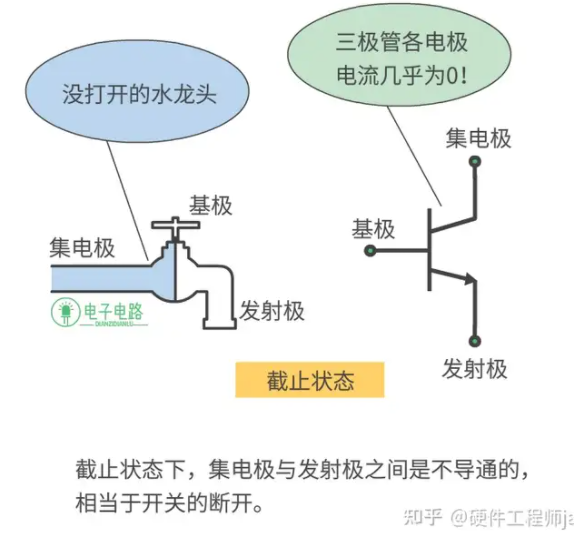 没打开的水龙头
三极管各电极
电流几乎为0！
集电极
基极
发射极
集电极
基极
发射极
电子电路
DIANZIDIANLU
截止状态
截止状态下，集电极与发射极之间是不导通的，
相当于开关的断开。
知乎 @硬件工程师